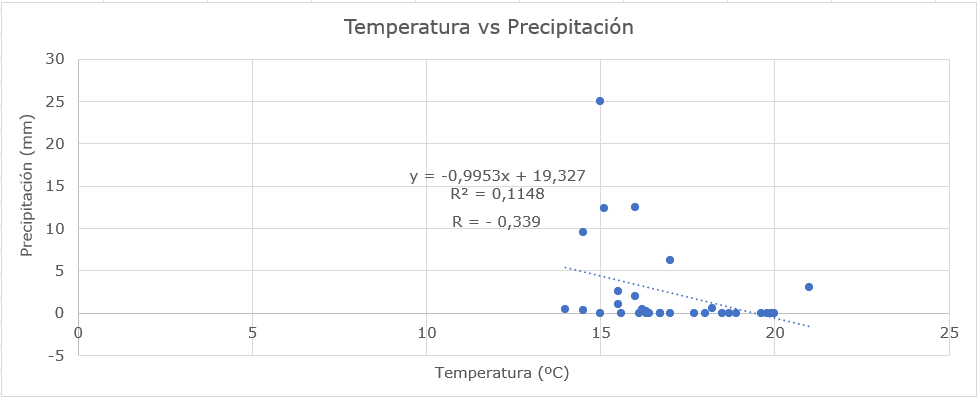 Temperatura vs Precipitación
30
25
20
15
10
5
0
-5
Precipitación (mm)
y = -0,9953x + 19,327
R² = 0,1148
R = - 0,339
0 5 10 15 20 25
Temperatura (ºC)